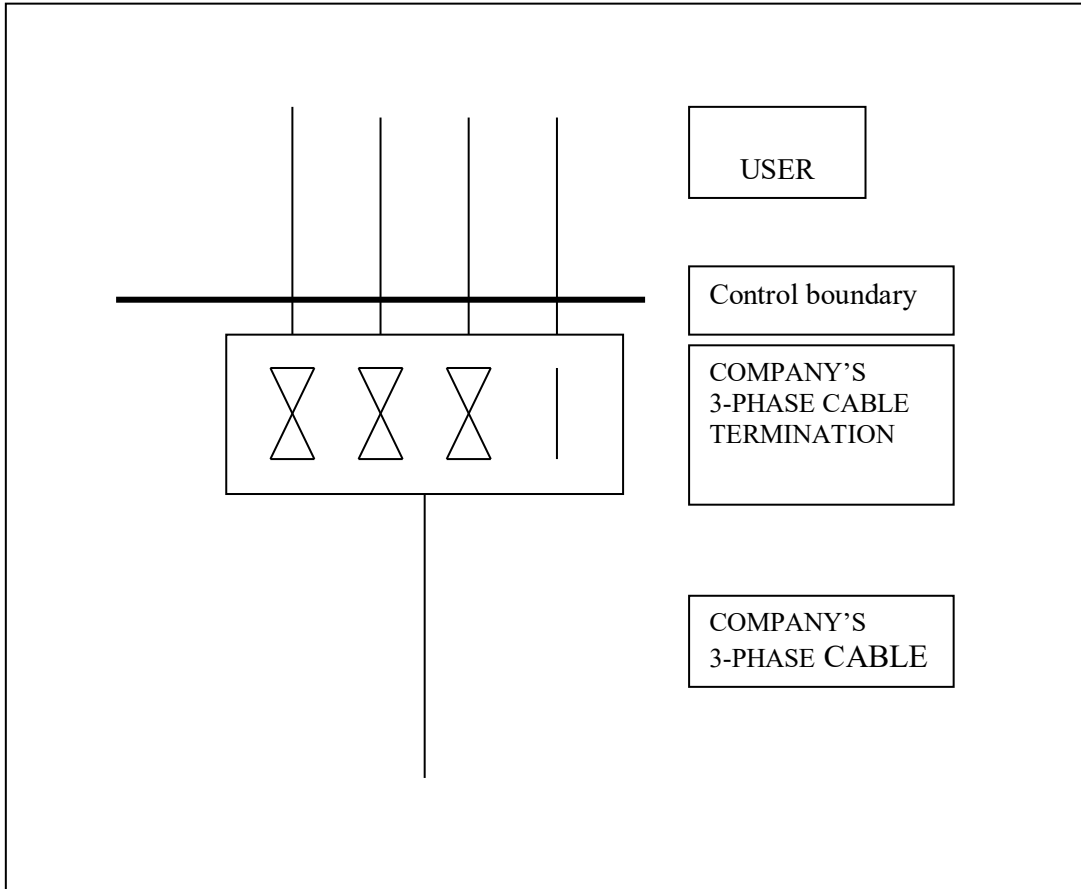 USER
Control boundary
COMPANY’S
3-PHASE CABLE
TERMINATION
COMPANY’S
3-PHASE CABLE